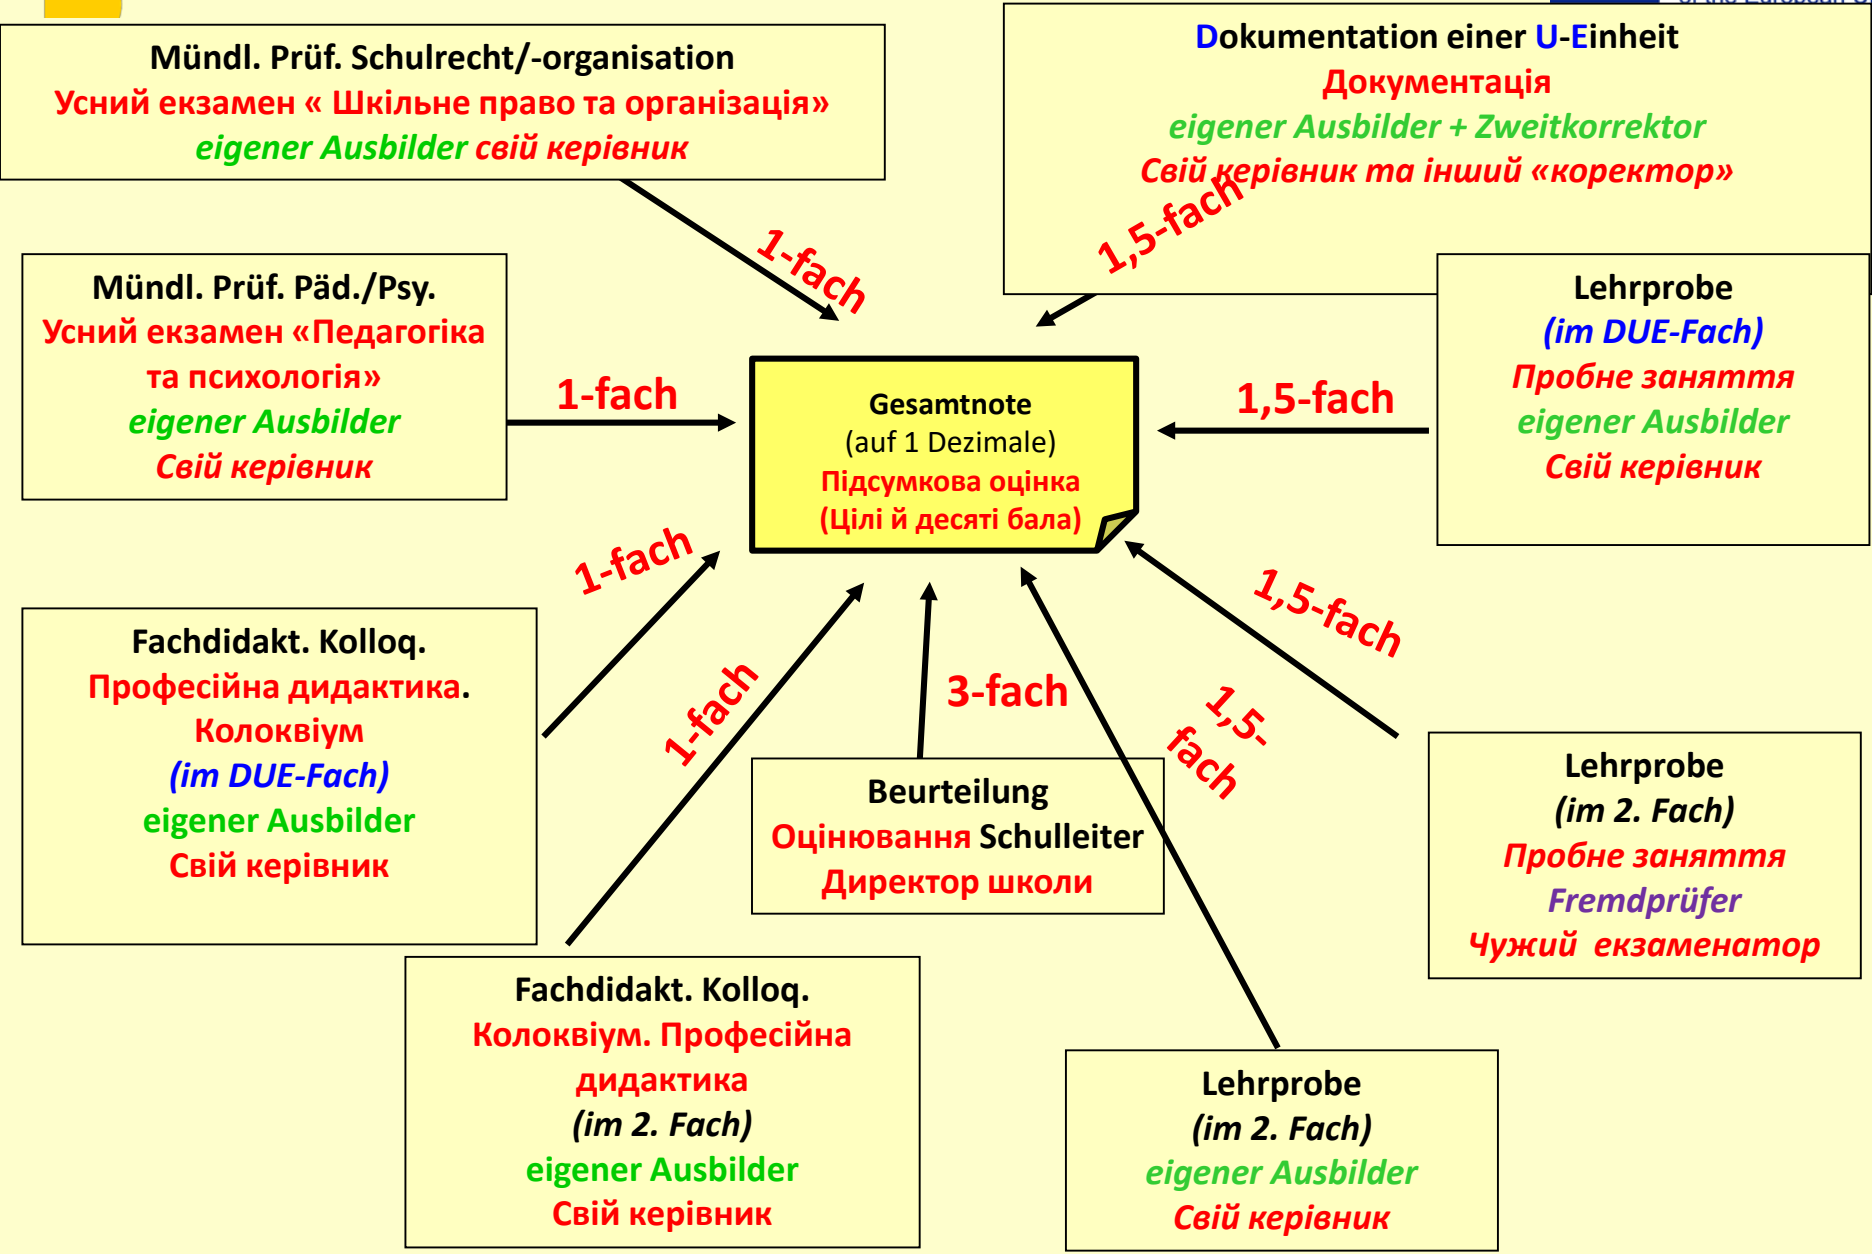 of the European U
Mündl. Prüf. Schulrecht/-organisation
Усний екзамен « Шкільне право та організація»
eigener Ausbilder свій керівник
Dokumentation einer U-Einheit
Документація
eigener Ausbilder + Zweitkorrektor
Свій керівник та інший «коректор»
1-fach
1,5-fach
Mündl. Prüf. Päd./Psy.
Усний екзамен «Педагогіка
та психологія»
eigener Ausbilder
Свій керівник
1-fach
Gesamtnote
(auf 1 Dezimale)
Підсумкова оцінка
(Цілі й десяті бала)
1,5-fach
Lehrprobe
(im DUE-Fach)
Пробне заняття
eigener Ausbilder
Свій керівник
1-fach
1,5-fach
Fachdidakt. Kolloq.
Професійна дидактика.
Колоквіум
(im DUE-Fach)
eigener Ausbilder
Свій керівник
1-fach
3-fach
1,5-
fach
Beurteilung
Оцінювання Schulleiter
Директор школи
Lehrprobe
(im 2. Fach)
Пробне заняття
Fremdprüfer
Чужий екзаменатор
Fachdidakt. Kolloq.
Колоквіум. Професійна
дидактика
(im 2. Fach)
eigener Ausbilder
Свій керівник
Lehrprobe
(im 2. Fach)
eigener Ausbilder
Свій керівник